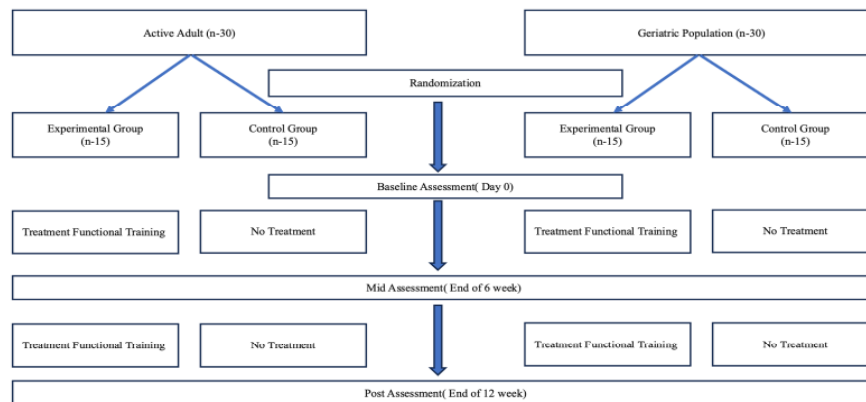 Active Adult (n-30)
Geriatric Population (n-30)
Randomization
Experimental Group
(n-15)
Control Group
(n-15)
Experimental Group
(n-15)
Control Group
(n-15)
Baseline Assessment( Day 0)
Treatment Functional Training
No Treatment
Treatment Functional Training
No Treatment
Mid Assessment( End of 6 week)
Treatment Functional Training
No Treatment
Treatment Functional Training
No Treatment
Post Assessment( End of 12 week)